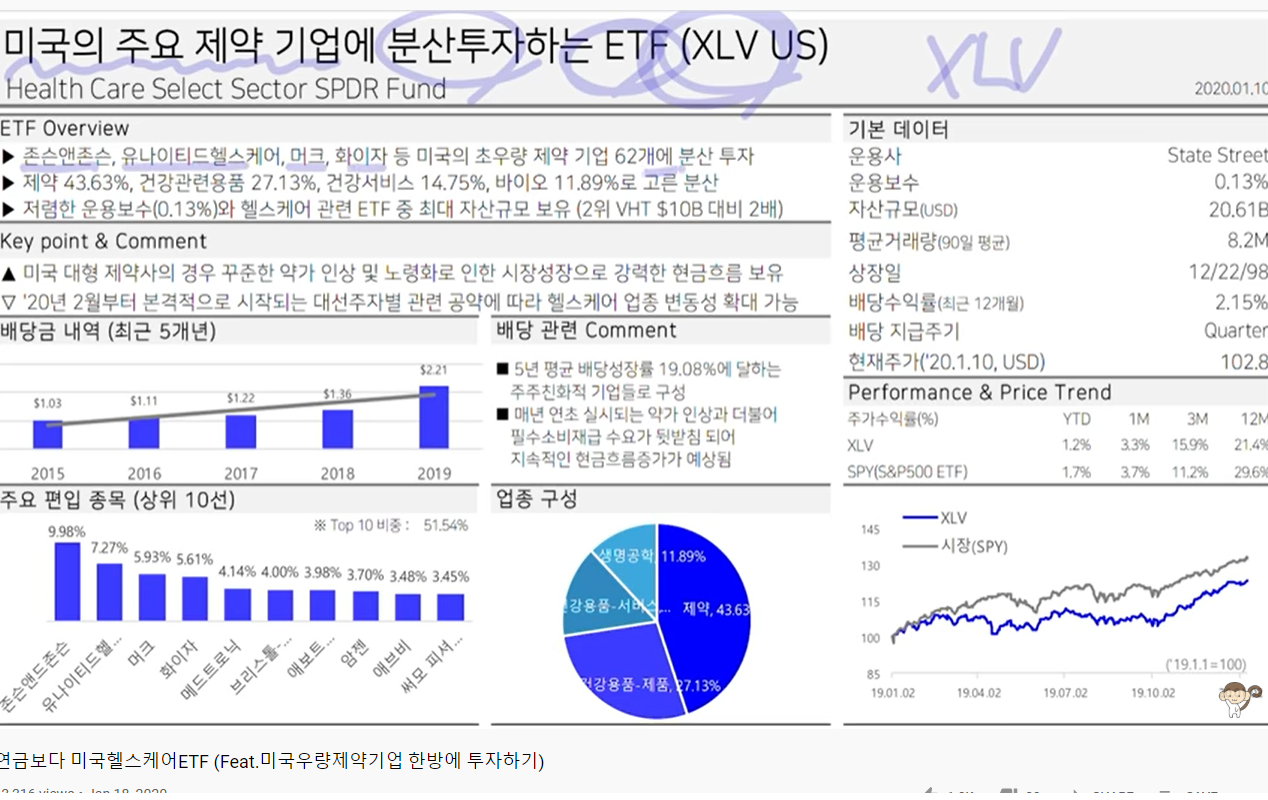 미국의 주요 제약 기업에 분산투자하는 ETF (XLV US)
XLV
Health Care Select Sector SPDR Fund
2020.01.10
ETF Overview
▶ 존슨앤존슨, 유나이티드헬스케어, 머크, 화이자 등 미국의 초우량 제약 기업 62개에 분산 투자
▶ 제약 43.63%, 건강관련용품 27.13%, 건강서비스 14.75%, 바이오 11.89%로 고른 분산
▶ 저렴한 운용보수(0.13%)와 헬스케어 관련 ETF 중 최대 자산규모 보유 (2위 VHT $10B 대비 2배)
Key point & Comment
▲ 미국 대형 제약사의 경우 꾸준한 약가 인상 및 노령화로 인한 시장성장으로 강력한 현금흐름 보유
▽ '20년 2월부터 본격적으로 시작되는 대선주자별 관련 공약에 따라 헬스케어 업종 변동성 확대 가능
배당금 내역 (최근 5개년)
$1.03 $1.11 $1.22 $1.36 $2.21
2015 2016 2017 2018 2019
배당 관련 Comment
■ 5년 평균 배당성장률 19.08%에 달하는
주주친화적 기업들로 구성
■ 매년 연초 실시되는 약가 인상과 더불어
필수소비재급 수요가 뒷받침 되어
지속적인 현금흐름증가가 예상됨
주요 편입 종목 (상위 10선)
※ Top 10 비중 : 51.54%
9.98% 7.27% 5.93% 5.61% 4.14% 4.00% 3.98% 3.70% 3.48% 3.45%
존슨앤드존슨 유나이티드헬... 머크 화이자 메드트로닉 브리스톨-... 애보트... 암젠 애브비 써모 피셔...
업종 구성
생명공학, 11.89%
건강용품-서비스,...
제약, 43.63
건강용품-제품, 27.13%
기본 데이터
운용사 State Street
운용보수 0.13%
자산규모(USD) 20.61B
평균거래량(90일 평균) 8.2M
상장일 12/22/98
배당수익률(최근 12개월) 2.15%
배당 지급주기 Quarter
현재주가('20.1.10, USD) 102.8
Performance & Price Trend
주가수익률(%) YTD 1M 3M 12M
XLV 1.2% 3.3% 15.9% 21.4%
SPY(S&P500 ETF) 1.7% 3.7% 11.2% 29.6%
XLV
시장(SPY)
145
130
115
100
85
('19.1.1=100)
19.01.02 19.04.02 19.07.02 19.10.02
연금보다 미국헬스케어ETF (Feat.미국우량제약기업 한방에 투자하기)